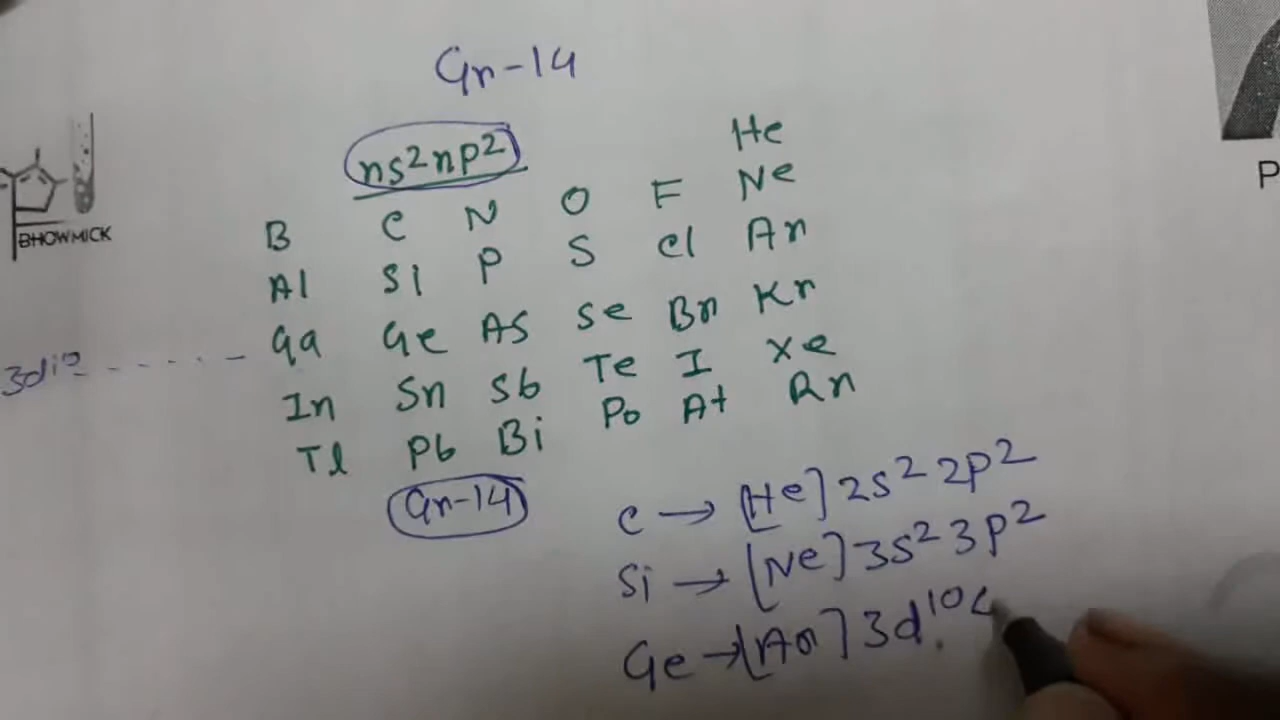 Gr-14
ns²np²
He
B C N O F Ne
Al Si P S Cl Ar
3d¹⁰ ------ Ga Ge As Se Br Kr
In Sn Sb Te I Xe
Tl Pb Bi Po At Rn
Gr-14
C → [He] 2s² 2p²
Si → [Ne] 3s² 3p²
Ge → [Ar] 3d¹⁰
BHOWMICK
P